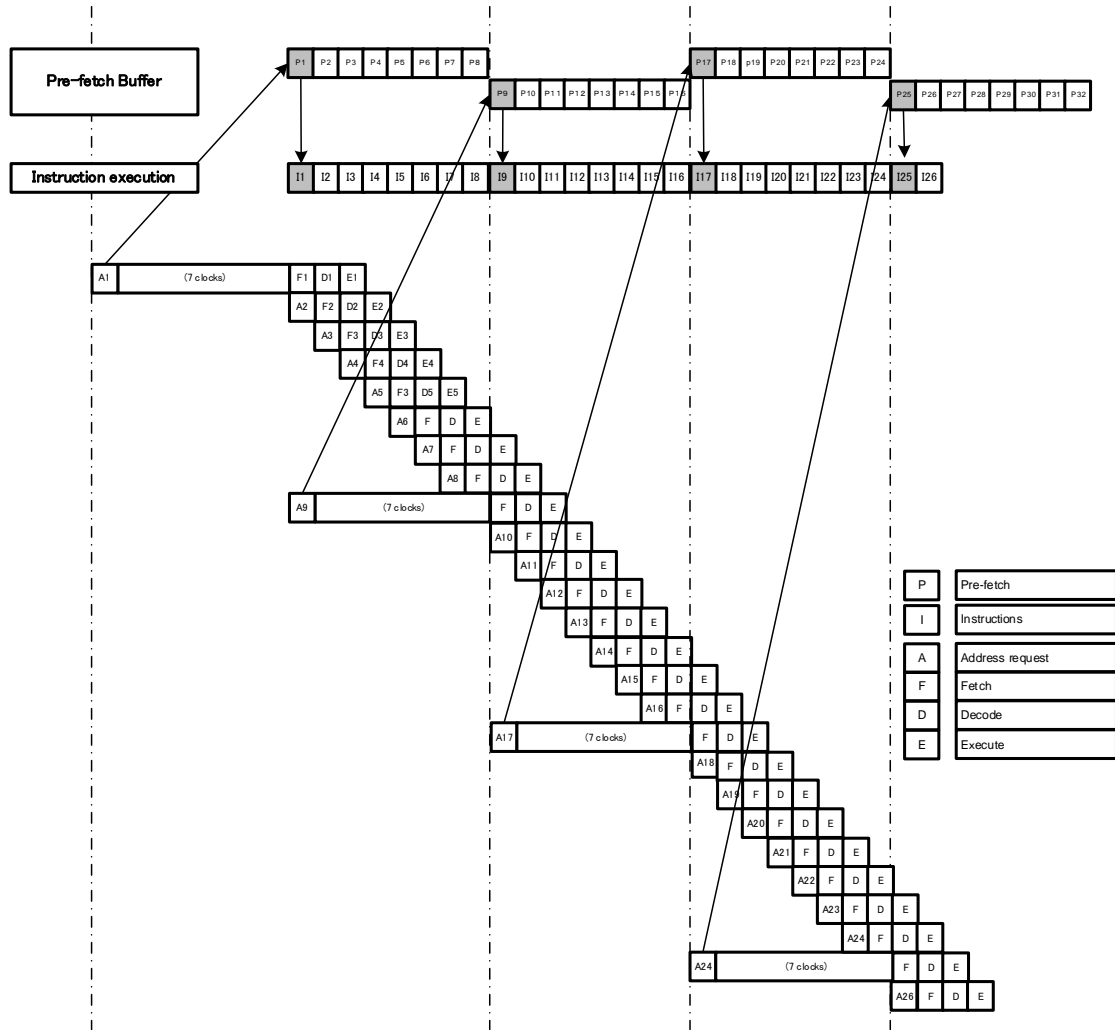 P1 P2 P3 P4 P5 P6 P7 P8
P17 P18 p19 P20 P21 P22 P23 P24
Pre-fetch Buffer
P9 P10 P11 P12 P13 P14 P15 P16
P25 P26 P27 P28 P29 P30 P31 P32
Instruction execution
I1 I2 I3 I4 I5 I6 I7 I8 I9 I10 I11 I12 I13 I14 I15 I16 I17 I18 I19 I20 I21 I22 I23 I24 I25 I26
A1 (7 clocks) F1 D1 E1
A2 F2 D2 E2
A3 F3 D3 E3
A4 F4 D4 E4
A5 F3 D5 E5
A6 F D E
A7 F D E
A8 F D E
A9 (7 clocks) F D E
A10 F D E
A11 F D E
A12 F D E
A13 F D E
A14 F D E
A15 F D E
A16 F D E
A17 (7 clocks) F D E
A18 F D E
A19 F D E
A20 F D E
A21 F D E
A22 F D E
A23 F D E
A24 F D E
A24 (7 clocks) F D E
A26 F D E
P Pre-fetch
I Instructions
A Address request
F Fetch
D Decode
E Execute